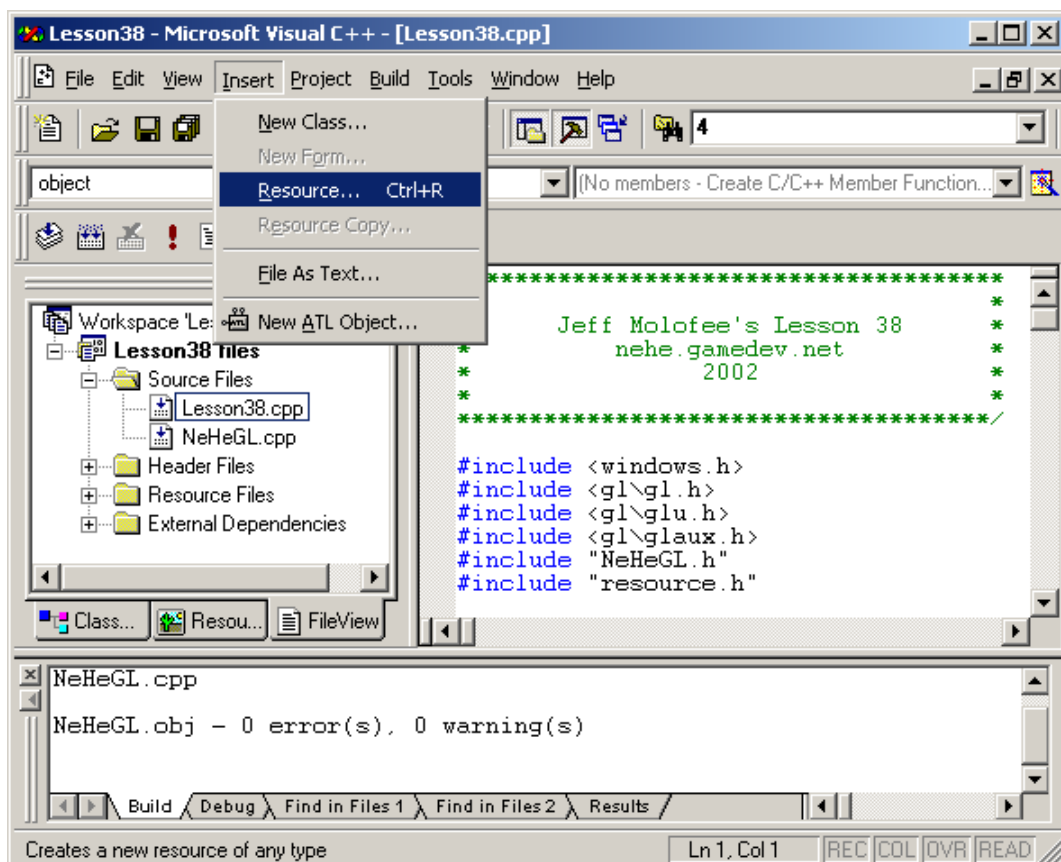 Lesson38 - Microsoft Visual C++ - [Lesson38.cpp]
File Edit View Insert Project Build Tools Window Help
4
object
(No members - Create C/C++ Member Function...
New Class...
New Form...
Resource... Ctrl+R
Resource Copy...
File As Text...
New ATL Object...
Workspace 'Le
Lesson38 files
Source Files
Lesson38.cpp
NeHeGL.cpp
Header Files
Resource Files
External Dependencies
Class... Resou... FileView
**************************************
*
Jeff Molofee's Lesson 38 *
* nehe.gamedev.net *
* 2002 *
* *
*************************************/
#include <windows.h>
#include <gl\gl.h>
#include <gl\glu.h>
#include <gl\glaux.h>
#include "NeHeGL.h"
#include "resource.h"
NeHeGL.cpp
NeHeGL.obj - 0 error(s), 0 warning(s)
Build Debug Find in Files 1 Find in Files 2 Results
Creates a new resource of any type Ln 1, Col 1 REC COL OVR READ